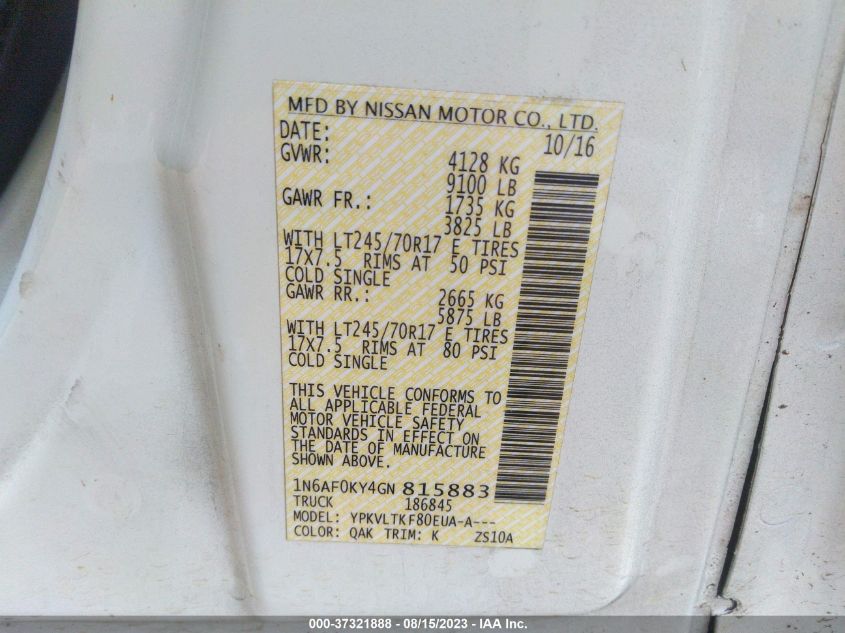 MFD BY NISSAN MOTOR CO., LTD.
DATE: 10/16
GVWR: 4128 KG
9100 LB
GAWR FR.: 1735 KG
3825 LB
WITH LT245/70R17 E TIRES
17X7.5 RIMS AT 50 PSI
COLD SINGLE
GAWR RR.: 2665 KG
5875 LB
WITH LT245/70R17 E TIRES
17X7.5 RIMS AT 80 PSI
COLD SINGLE
THIS VEHICLE CONFORMS TO
ALL APPLICABLE FEDERAL
MOTOR VEHICLE SAFETY
STANDARDS IN EFFECT ON
THE DATE OF MANUFACTURE
SHOWN ABOVE.
1N6AF0KY4GN 815883
TRUCK 186845
MODEL: YPKVLTKF80EUA-A---
COLOR: QAK TRIM: K ZS10A
000-37321888 - 08/15/2023 - IAA Inc.